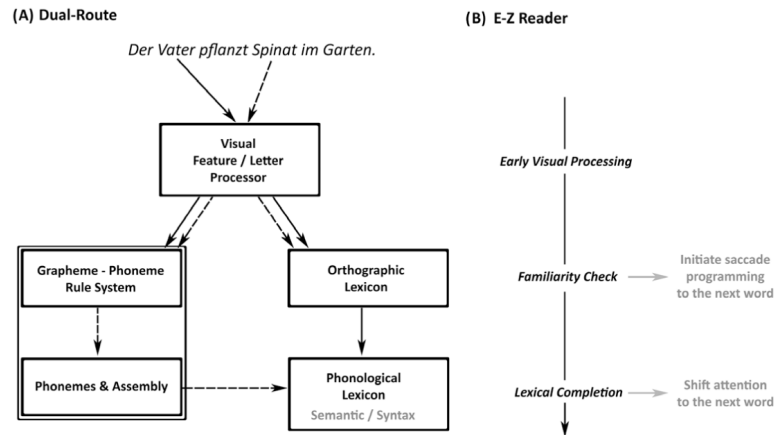 (A) Dual-Route
Der Vater pflanzt Spinat im Garten.
Visual
Feature / Letter
Processor
Grapheme - Phoneme
Rule System
Orthographic
Lexicon
Phonemes & Assembly
Phonological
Lexicon
Semantic / Syntax
(B) E-Z Reader
Early Visual Processing
Familiarity Check
Initiate saccade
programming
to the next word
Lexical Completion
Shift attention
to the next word